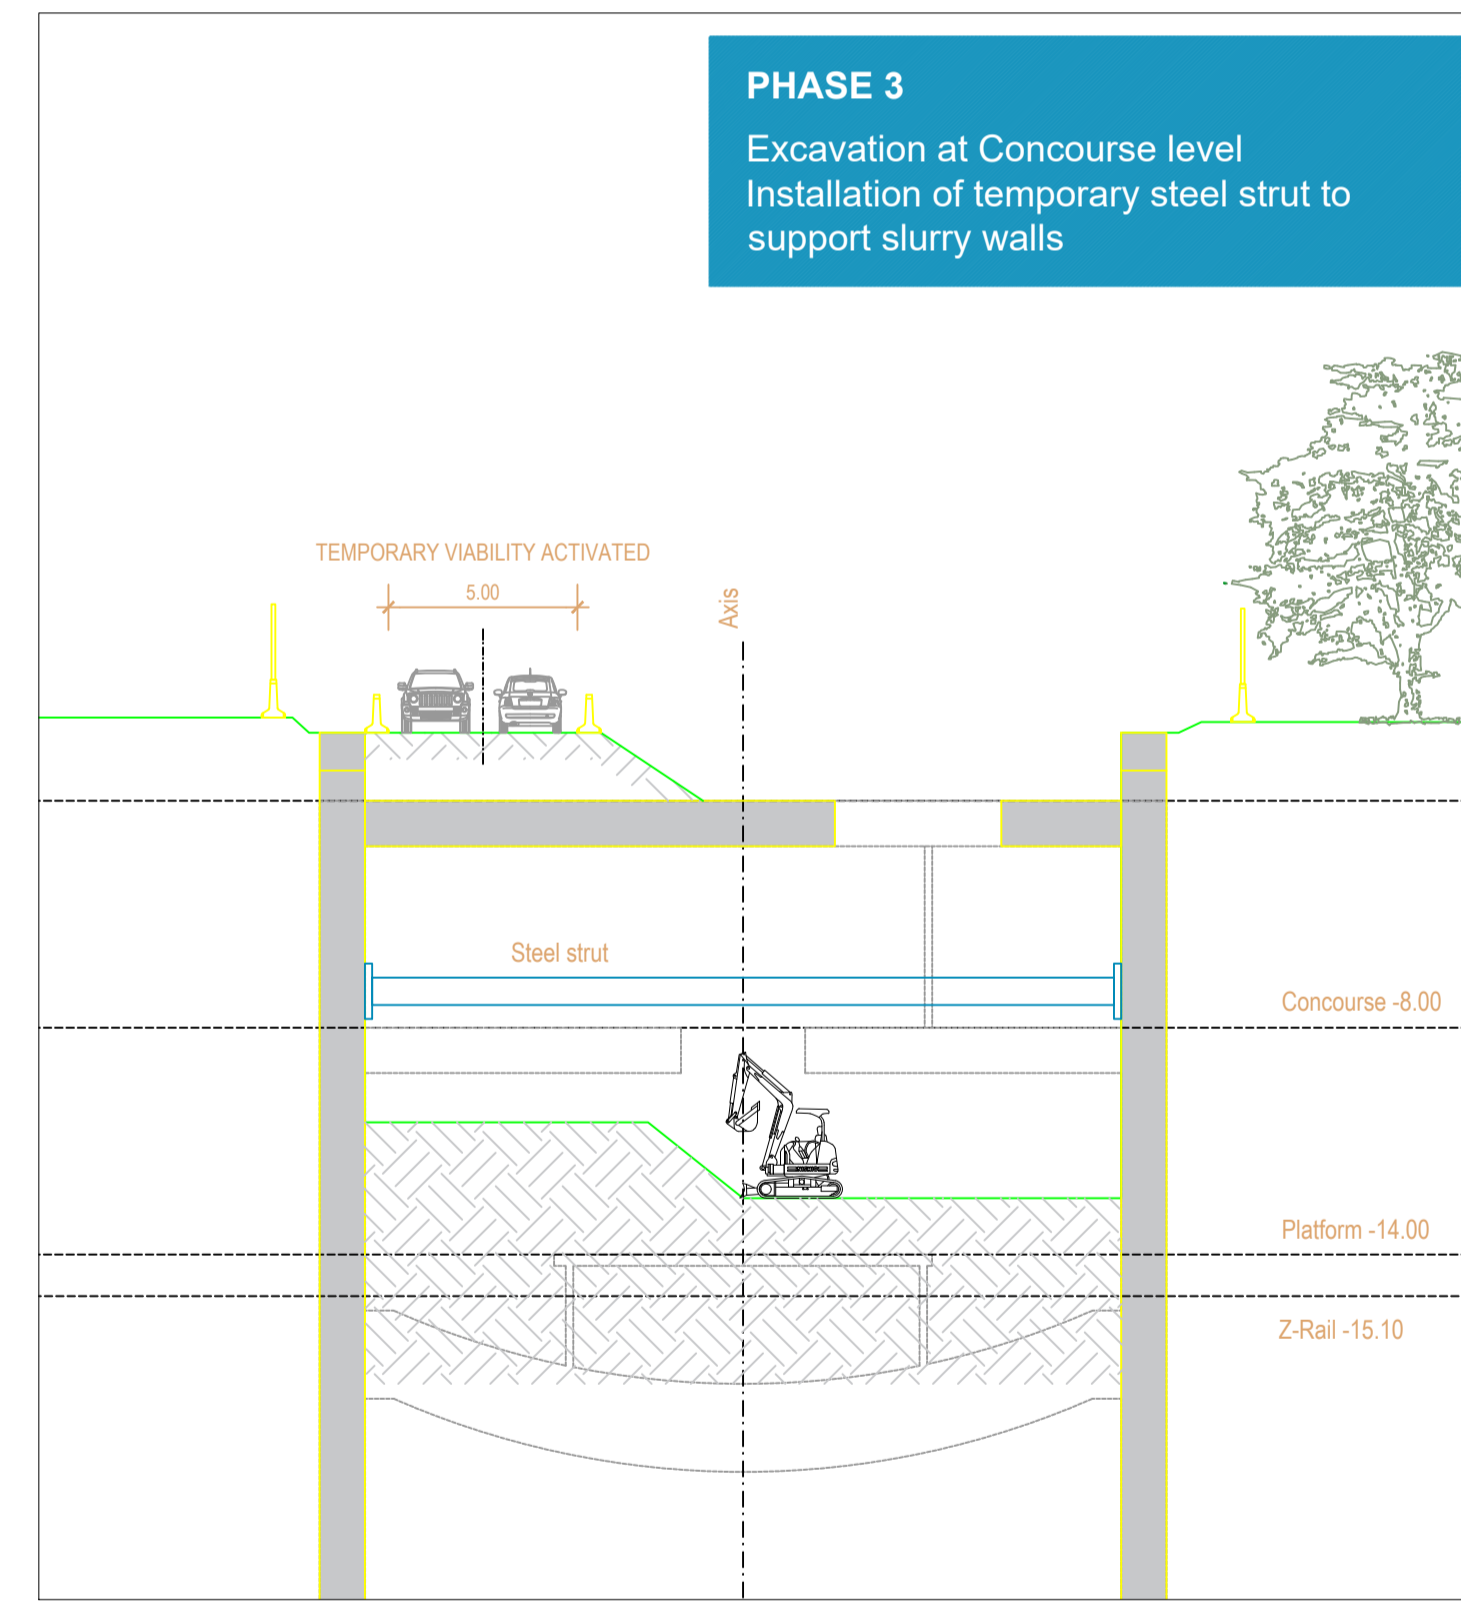 PHASE 3
Excavation at Concourse level
Installation of temporary steel strut to
support slurry walls
TEMPORARY VIABILITY ACTIVATED
5.00
Axis
Steel strut
Concourse -8.00
Platform -14.00
Z-Rail -15.10